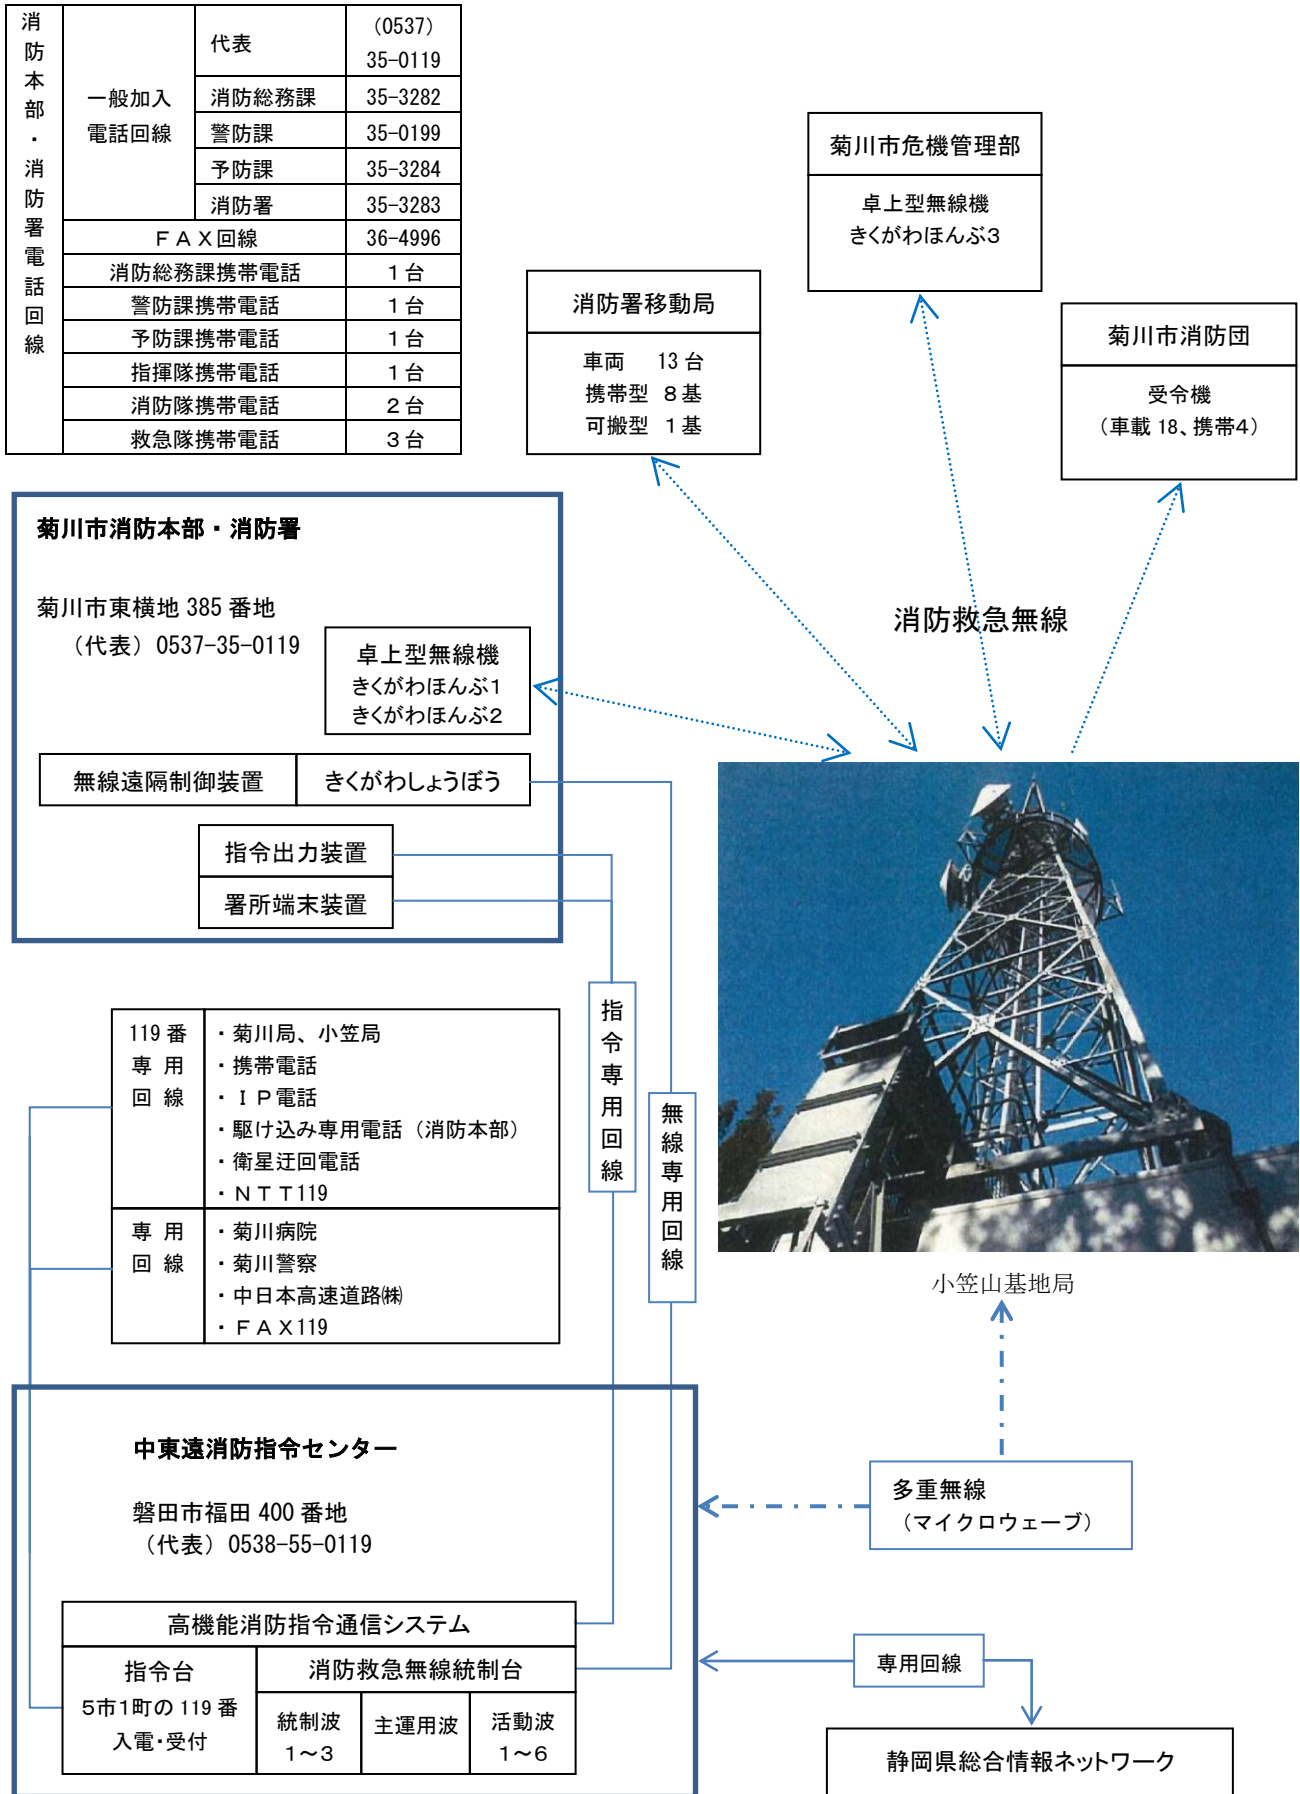 消防本部・消防署電話回線
一般加入
電話回線
代表
(0537)
35-0119
消防総務課
35-3282
警防課
35-0199
予防課
35-3284
消防署
35-3283
ＦＡＸ回線
36-4996
消防総務課携帯電話
１台
警防課携帯電話
１台
予防課携帯電話
１台
指揮隊携帯電話
１台
消防隊携帯電話
２台
救急隊携帯電話
３台
菊川市危機管理部
卓上型無線機
きくがわほんぶ３
消防署移動局
車両　13台
携帯型　８基
可搬型　１基
菊川市消防団
受令機
（車載18、携帯４）
消防救急無線
菊川市消防本部・消防署
菊川市東横地385番地
（代表）0537-35-0119
卓上型無線機
きくがわほんぶ１
きくがわほんぶ２
無線遠隔制御装置
きくがわしょうぼう
指令出力装置
署所端末装置
指令専用回線
無線専用回線
119番
専用
回線
・菊川局、小笠局
・携帯電話
・ＩＰ電話
・駆け込み専用電話（消防本部）
・衛星迂回電話
・ＮＴＴ119
専用
回線
・菊川病院
・菊川警察
・中日本高速道路㈱
・ＦＡＸ119
小笠山基地局
中東遠消防指令センター
磐田市福田400番地
（代表）0538-55-0119
多重無線
（マイクロウェーブ）
高機能消防指令通信システム
指令台
５市１町の119番
入電・受付
消防救急無線統制台
統制波
１～３
主運用波
活動波
１～６
専用回線
静岡県総合情報ネットワーク